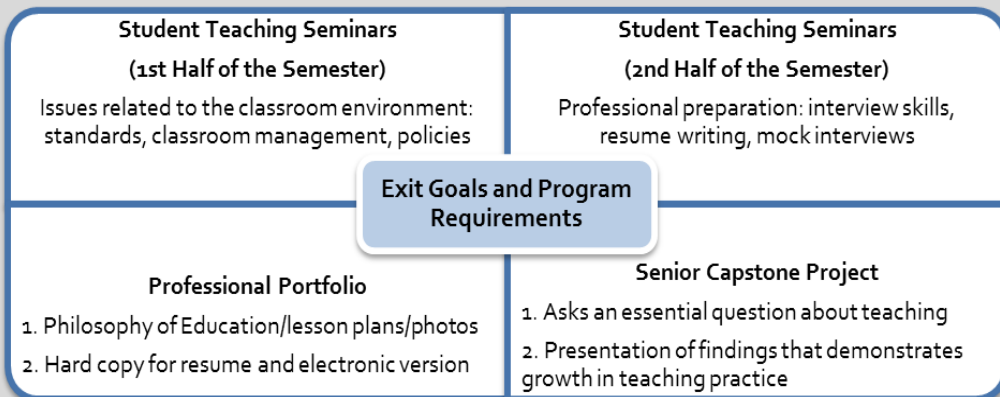 Student Teaching Seminars
(1st Half of the Semester)
Issues related to the classroom environment:
standards, classroom management, policies
Student Teaching Seminars
(2nd Half of the Semester)
Professional preparation: interview skills,
resume writing, mock interviews
Exit Goals and Program
Requirements
Professional Portfolio
1. Philosophy of Education/lesson plans/photos
2. Hard copy for resume and electronic version
Senior Capstone Project
1. Asks an essential question about teaching
2. Presentation of findings that demonstrates
growth in teaching practice